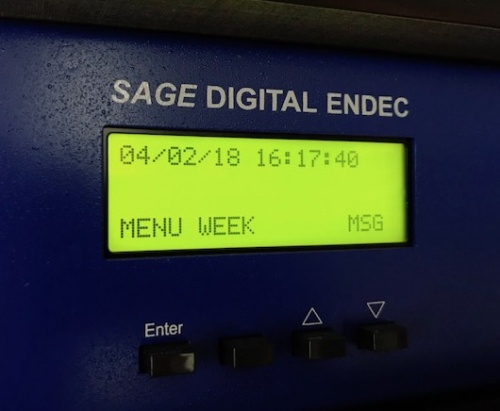 SAGE DIGITAL ENDEC
04/02/18 16:17:40
MENU WEEK MSG
Enter